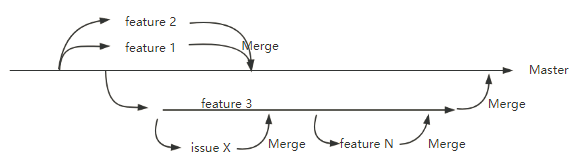 feature 2
feature 1
Merge
Master
feature 3
Merge
issue X
Merge
feature N
Merge